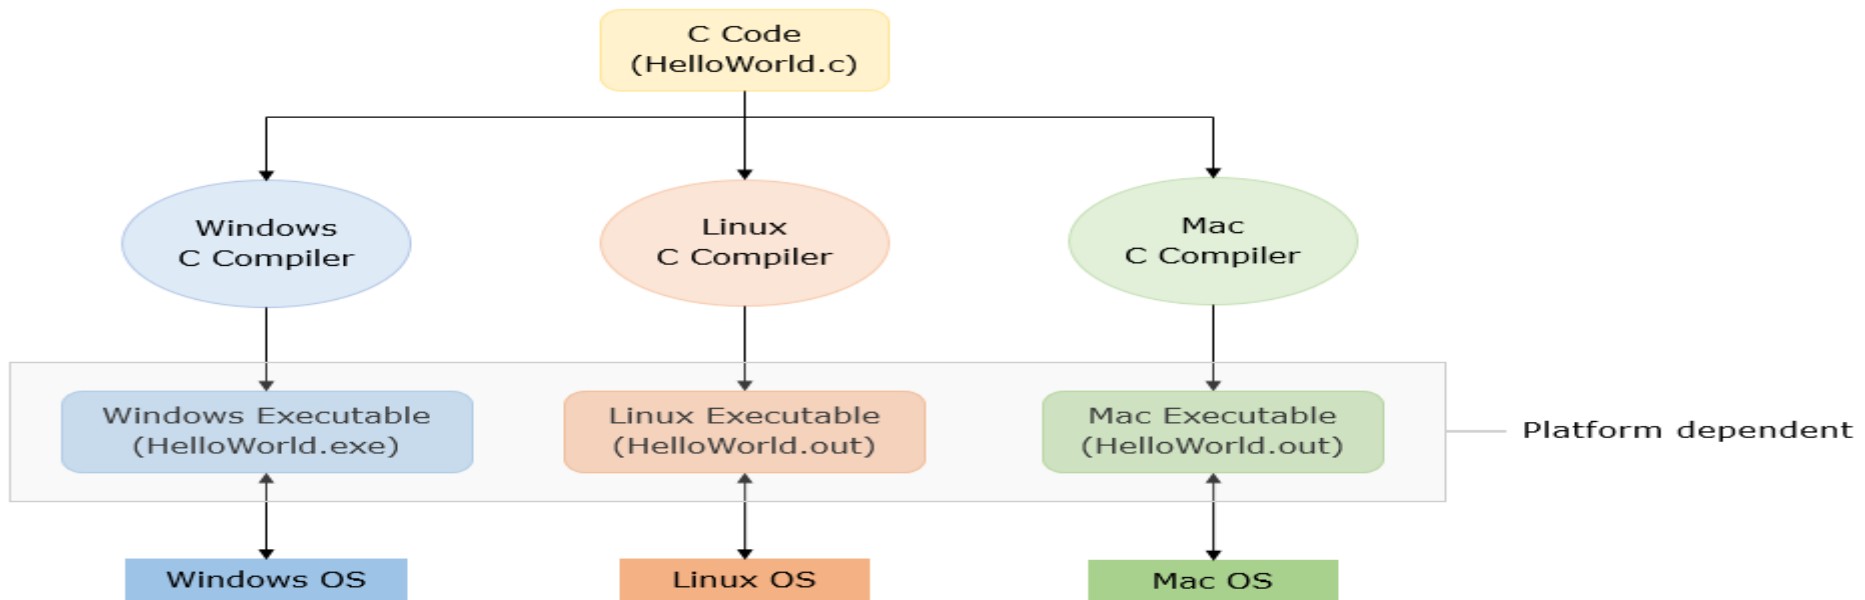 C Code
(HelloWorld.c)
Windows
C Compiler
Linux
C Compiler
Mac
C Compiler
Windows Executable
(HelloWorld.exe)
Linux Executable
(HelloWorld.out)
Mac Executable
(HelloWorld.out)
Platform dependent
Windows OS
Linux OS
Mac OS